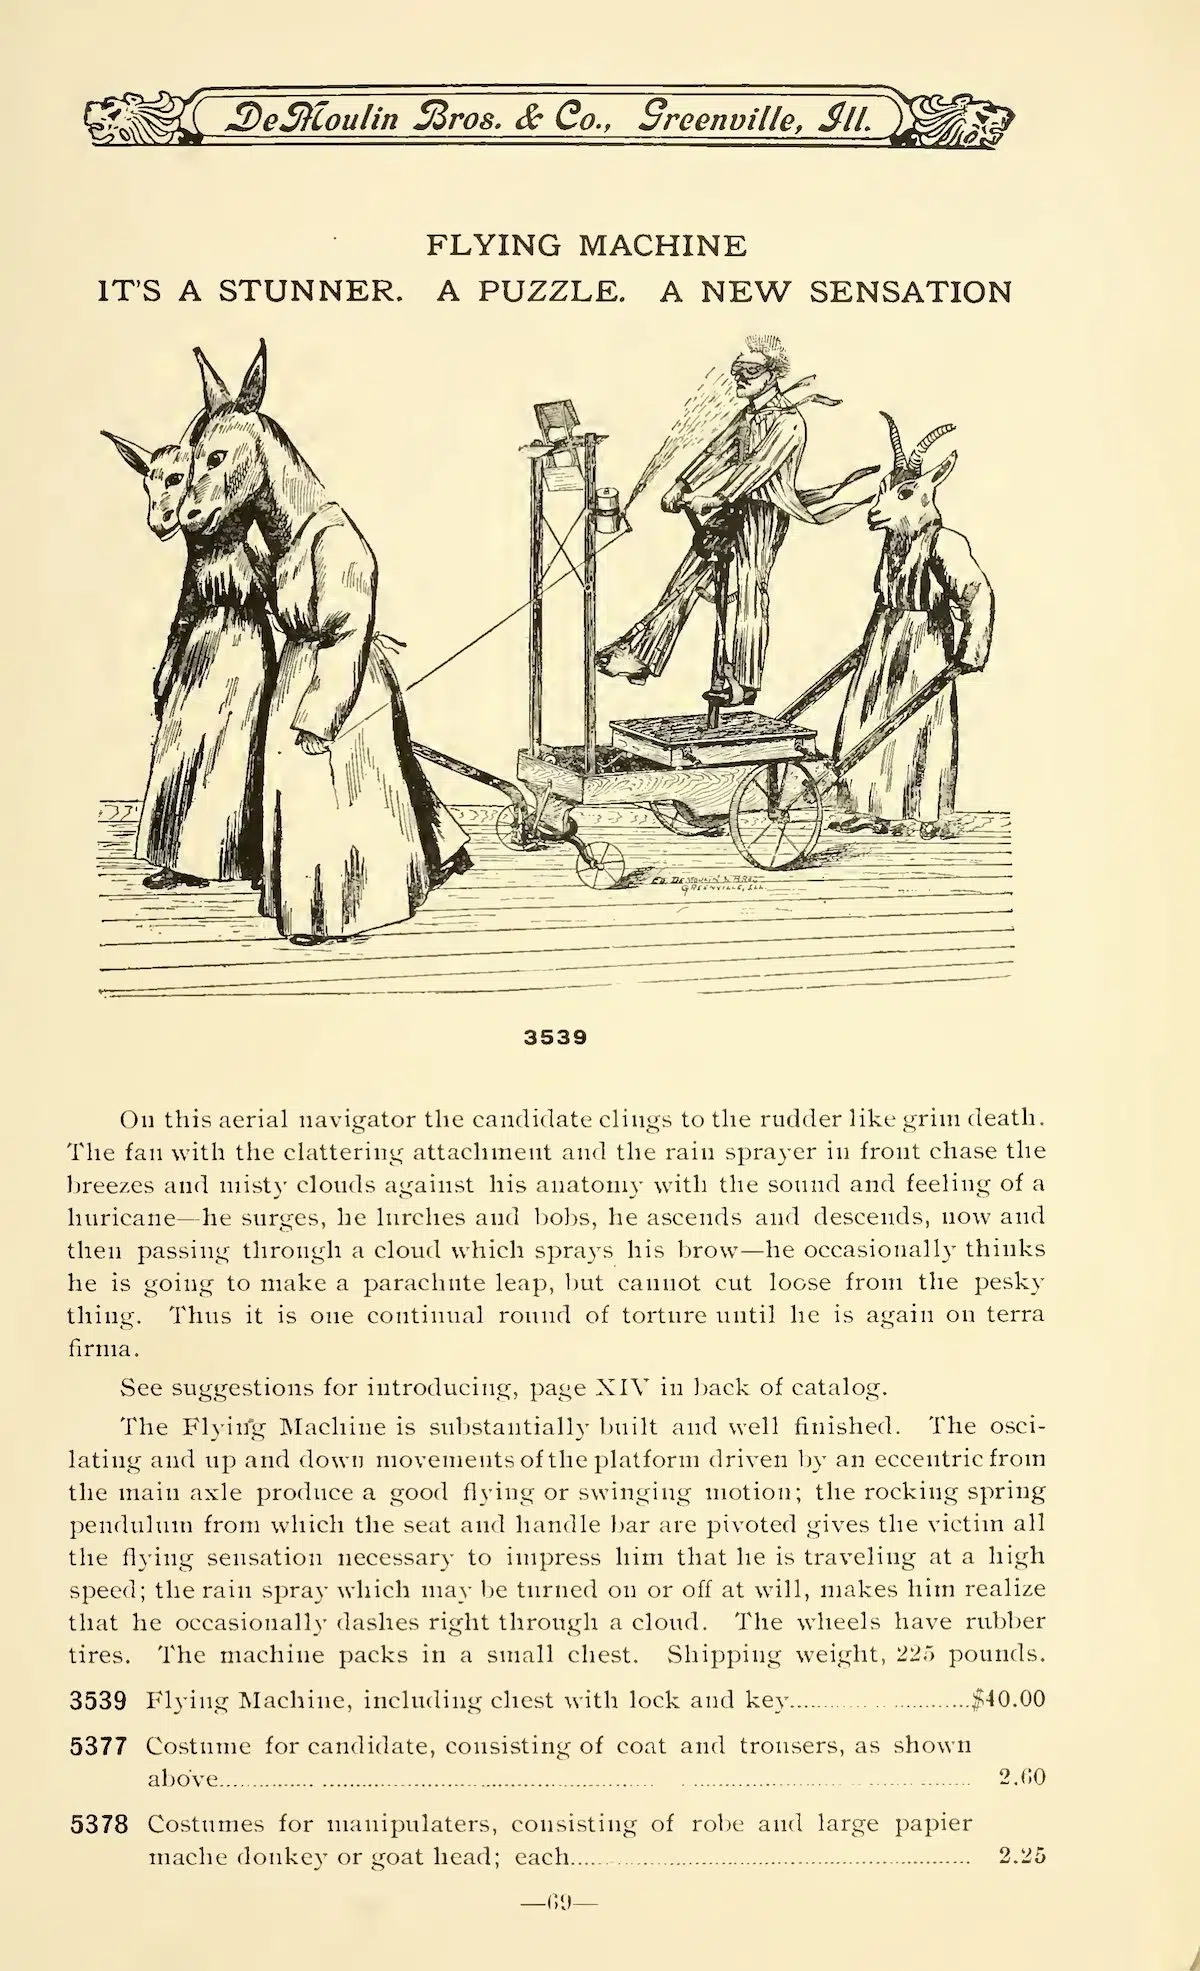 DeMoulin Bros. & Co., Greenville, Ill.
FLYING MACHINE
IT'S A STUNNER. A PUZZLE. A NEW SENSATION
ED. DEMOULIN & BRO.
GREENVILLE, ILL.
3539
On this aerial navigator the candidate clings to the rudder like grim death.
The fan with the clattering attachment and the rain sprayer in front chase the
breezes and misty clouds against his anatomy with the sound and feeling of a
huricane—he surges, he lurches and bobs, he ascends and descends, now and
then passing through a cloud which sprays his brow—he occasionally thinks
he is going to make a parachute leap, but cannot cut loose from the pesky
thing. Thus it is one continual round of torture until he is again on terra
firma.
See suggestions for introducing, page XIV in back of catalog.
The Flying Machine is substantially built and well finished. The osci-
lating and up and down movements of the platform driven by an eccentric from
the main axle produce a good flying or swinging motion; the rocking spring
pendulum from which the seat and handle bar are pivoted gives the victim all
the flying sensation necessary to impress him that he is traveling at a high
speed; the rain spray which may be turned on or off at will, makes him realize
that he occasionally dashes right through a cloud. The wheels have rubber
tires. The machine packs in a small chest. Shipping weight, 225 pounds.
3539 Flying Machine, including chest with lock and key..............$40.00
5377 Costume for candidate, consisting of coat and trousers, as shown
above.............. 2.60
5378 Costumes for manipulaters, consisting of robe and large papier
mache donkey or goat head; each.............. 2.25
—69—